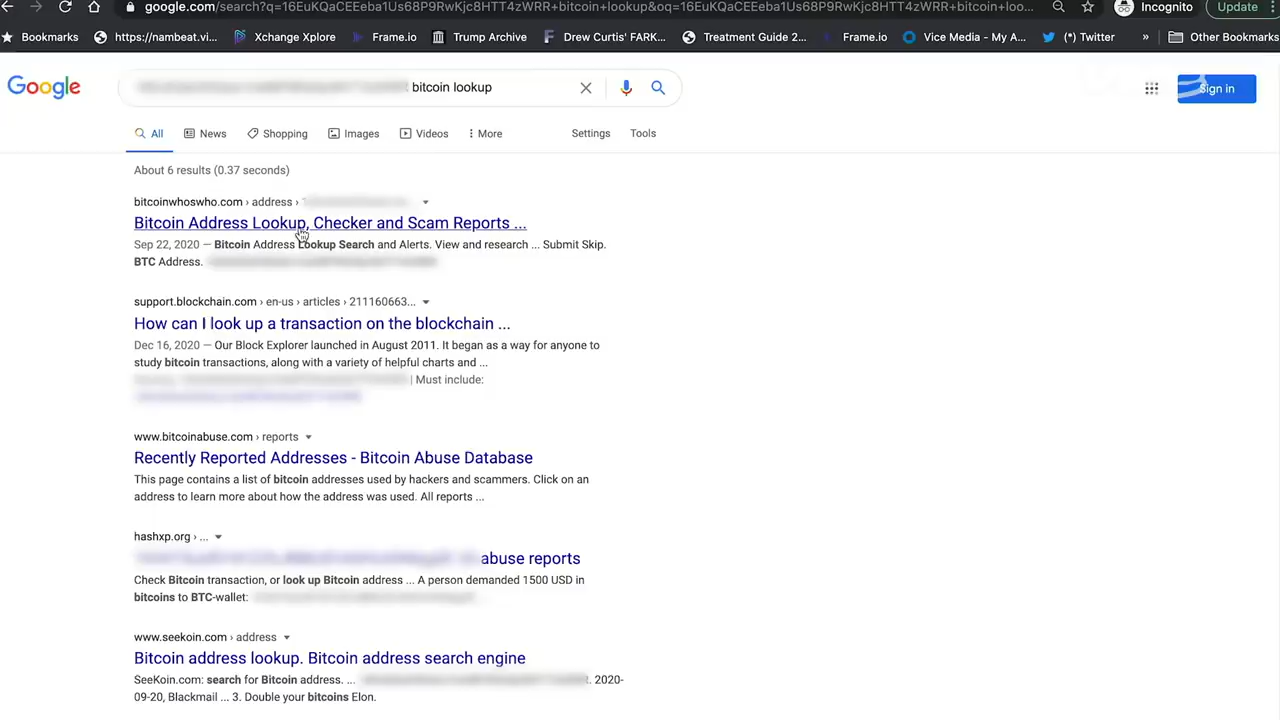 google.com/search?q=16EuKQaCEEeba1Us68P9RwKjc8HTT4zWRR+bitcoin+lookup&oq=16EuKQaCEEeba1Us68P9RwKjc8HTT4zWRR+bitcoin+loo...
Incognito
Update
Bookmarks
https://nambeat.vi...
Xchange Xplore
Frame.io
Trump Archive
Drew Curtis' FARK...
Treatment Guide 2...
Frame.io
Vice Media - My A...
(*) Twitter
»
Other Bookmarks
Google
bitcoin lookup
Sign in
All
News
Shopping
Images
Videos
More
Settings
Tools
About 6 results (0.37 seconds)
bitcoinwhoswho.com › address ›
Bitcoin Address Lookup, Checker and Scam Reports ...
Sep 22, 2020 — Bitcoin Address Lookup Search and Alerts. View and research ... Submit Skip.
BTC Address.
support.blockchain.com › en-us › articles › 211160663...
How can I look up a transaction on the blockchain ...
Dec 16, 2020 — Our Block Explorer launched in August 2011. It began as a way for anyone to
study bitcoin transactions, along with a variety of helpful charts and ...
| Must include:
www.bitcoinabuse.com › reports
Recently Reported Addresses - Bitcoin Abuse Database
This page contains a list of bitcoin addresses used by hackers and scammers. Click on an
address to learn more about how the address was used. All reports ...
hashxp.org › ...
abuse reports
Check Bitcoin transaction, or look up Bitcoin address ... A person demanded 1500 USD in
bitcoins to BTC-wallet:
www.seekoin.com › address
Bitcoin address lookup. Bitcoin address search engine
SeeKoin.com: search for Bitcoin address. ... 2020-
09-20, Blackmail ... 3. Double your bitcoins Elon.